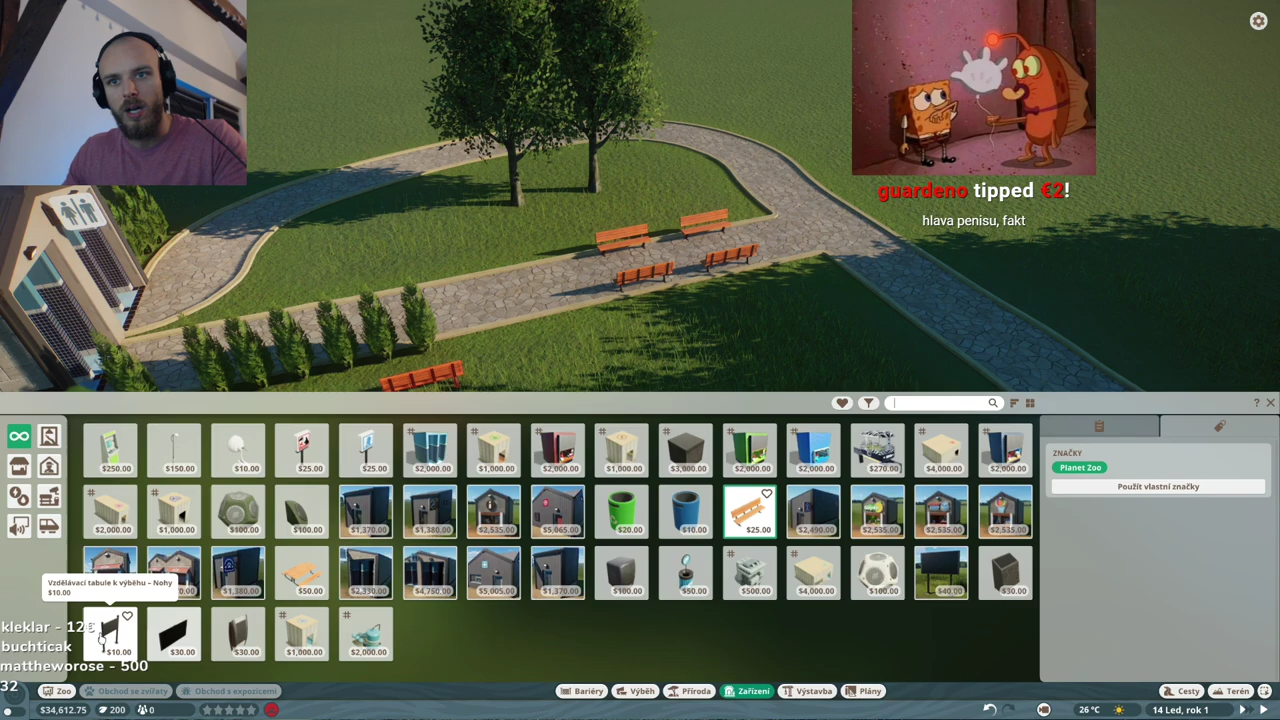 guardeno tipped €2!
hlava penisu, fakt
$250.00
$150.00
$10.00
$25.00
$25.00
$2,000.00
$1,000.00
$2,000.00
$1,000.00
$3,000.00
$2,000.00
$2,000.00
$270.00
$4,000.00
$2,000.00
ZNAČKY
Planet Zoo
Použít vlastní značky
$2,000.00
$1,000.00
$100.00
$100.00
$1,370.00
$1,380.00
$2,535.00
$5,065.00
$20.00
$10.00
$25.00
$2,490.00
$2,535.00
$2,535.00
$2,535.00
Vzdělávací tabule k výběhu – Nohy
$10.00
$1,380.00
$50.00
$2,330.00
$4,750.00
$5,005.00
$1,370.00
$100.00
$50.00
$500.00
$4,000.00
$100.00
$40.00
$30.00
kleklar - 12€
buchticak
mattheworose - 500
32
$10.00
$30.00
$30.00
$1,000.00
$2,000.00
Zoo
Obchod se zvířaty
Obchod s expozicemi
Bariéry
Výběh
Příroda
Zařízení
Výstavba
Plány
Cesty
Terén
$34,612.75
200
0
26 °C
14 Led, rok 1